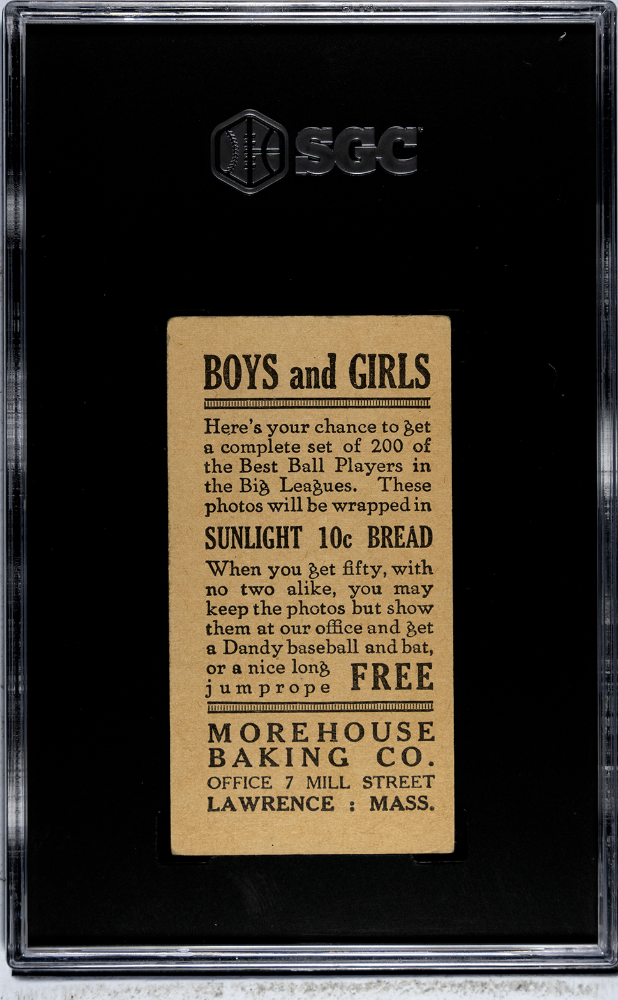 SGC
BOYS and GIRLS
Here's your chance to get
a complete set of 200 of
the Best Ball Players in
the Big Leagues. These
photos will be wrapped in
SUNLIGHT 10c BREAD
When you get fifty, with
no two alike, you may
keep the photos but show
them at our office and get
a Dandy baseball and bat,
or a nice long
jumprope FREE
MOREHOUSE
BAKING CO.
OFFICE 7 MILL STREET
LAWRENCE : MASS.